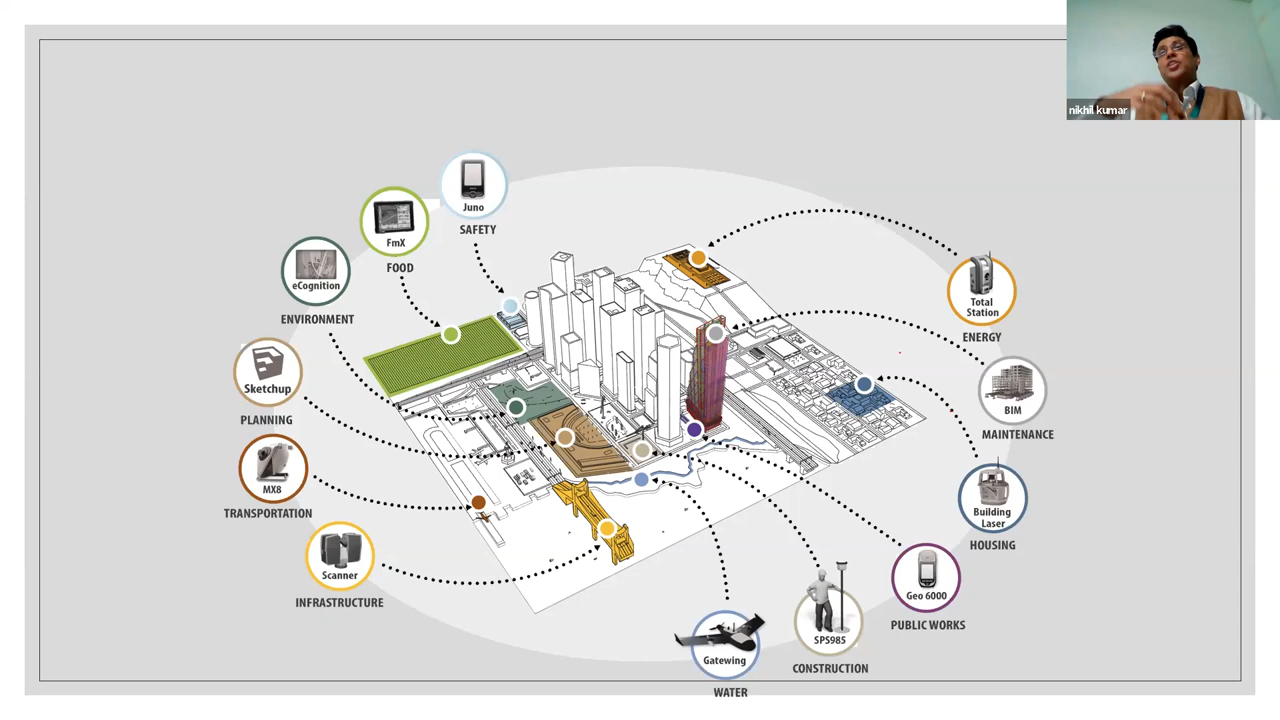 nikhil kumar
Juno
SAFETY
FmX
FOOD
eCognition
ENVIRONMENT
Sketchup
PLANNING
MX8
TRANSPORTATION
Scanner
INFRASTRUCTURE
Total
Station
ENERGY
BIM
MAINTENANCE
Building
Laser
HOUSING
Geo 6000
PUBLIC WORKS
SPS985
CONSTRUCTION
Gatewing
WATER